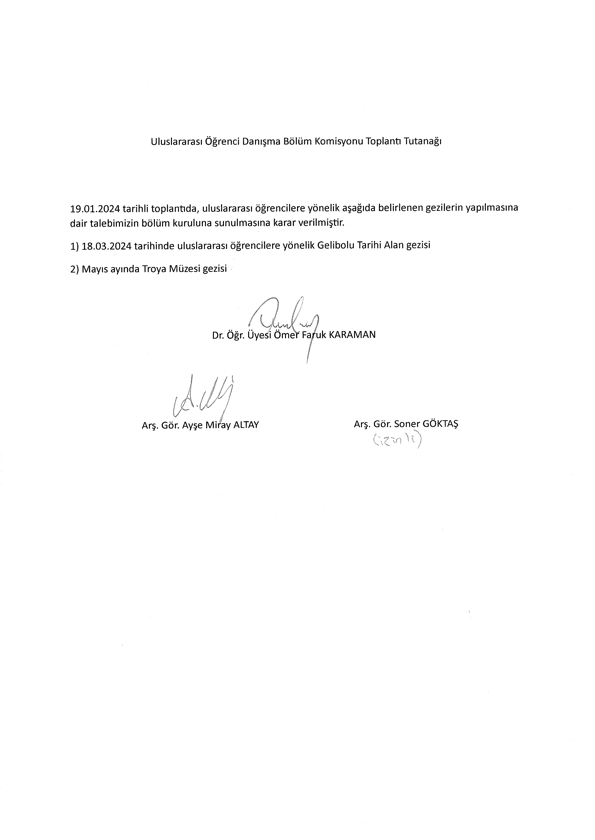 Uluslararası Öğrenci Danışma Bölüm Komisyonu Toplantı Tutanağı
19.01.2024 tarihli toplantıda, uluslararası öğrencilere yönelik aşağıda belirlenen gezilerin yapılmasına
dair talebimizin bölüm kuruluna sunulmasına karar verilmiştir.
1) 18.03.2024 tarihinde uluslararası öğrencilere yönelik Gelibolu Tarihi Alan gezisi
2) Mayıs ayında Troya Müzesi gezisi
Dr. Öğr. Üyesi Ömer Faruk KARAMAN
Arş. Gör. Ayşe Miray ALTAY
Arş. Gör. Soner GÖKTAŞ
(izinli)